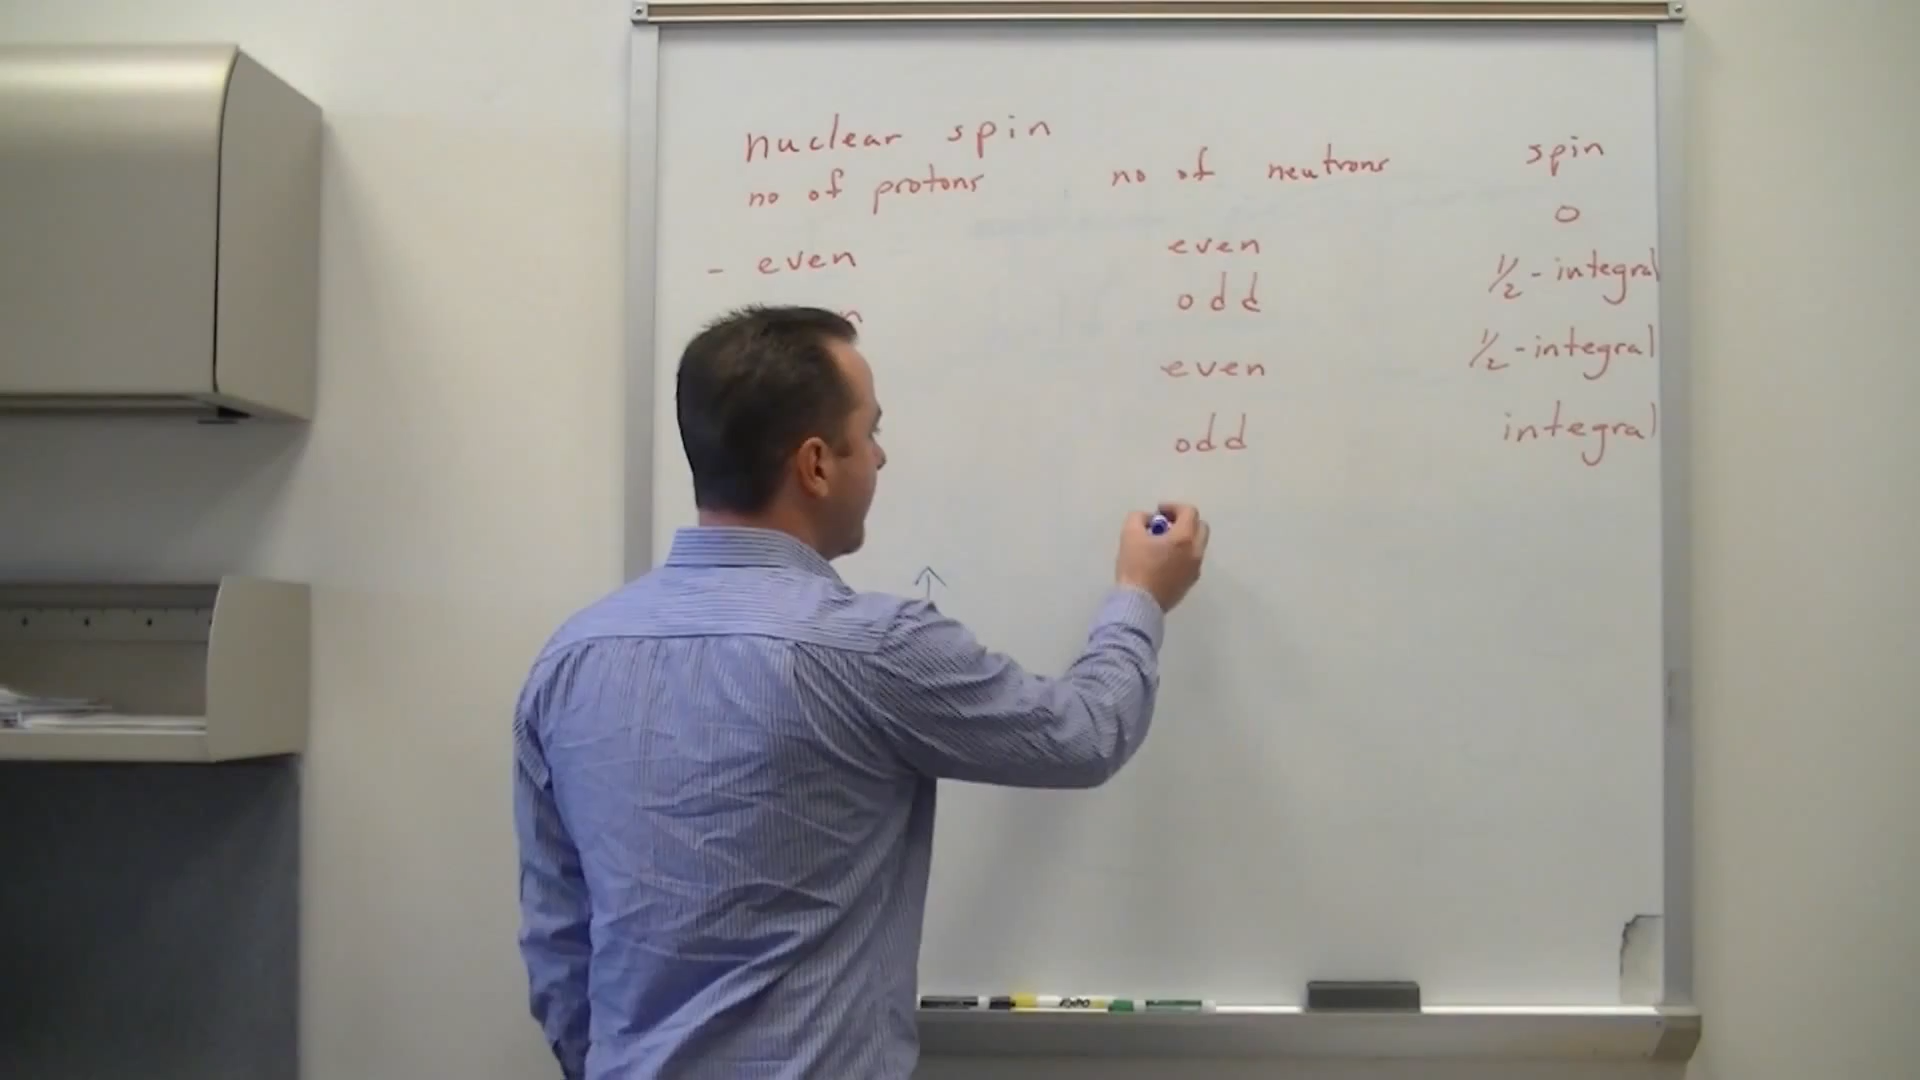 nuclear spin
no of protons no of neutrons spin
0
- even even
odd 1/2 - integral
even 1/2 - integral
odd integral
EXPO